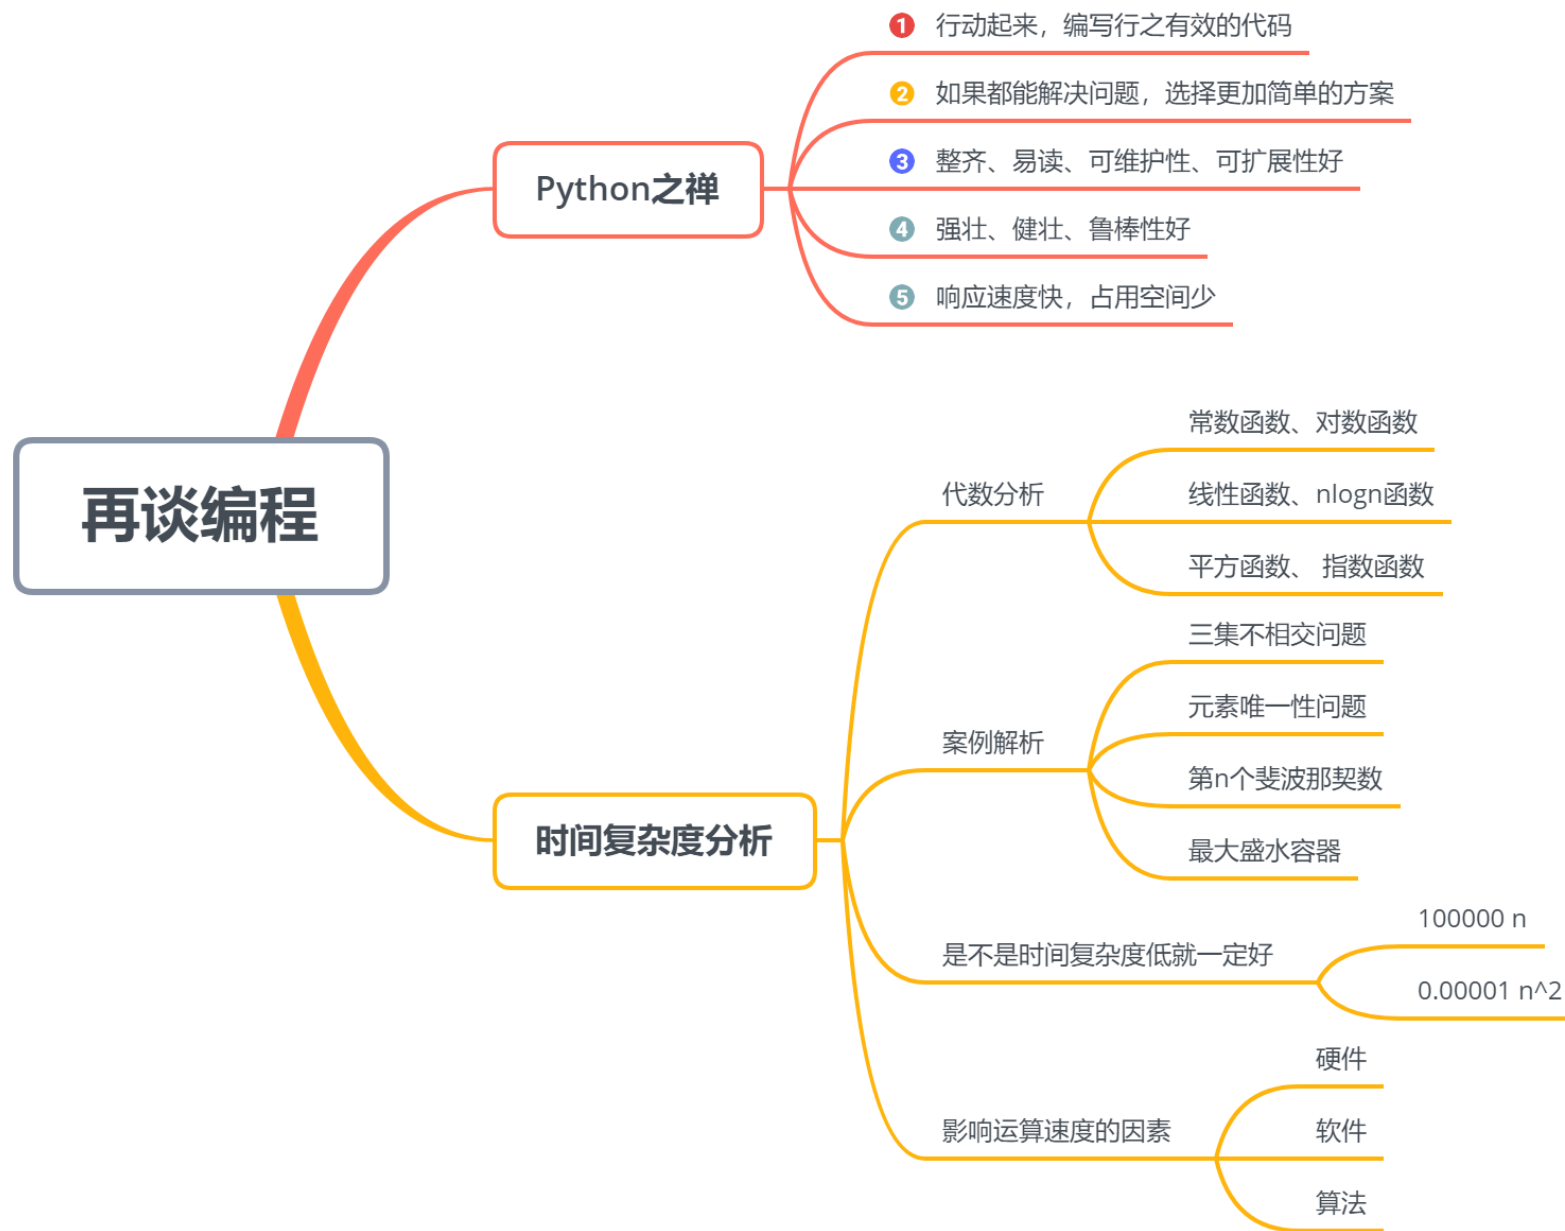 再谈编程
Python之禅
1 行动起来，编写行之有效的代码
2 如果都能解决问题，选择更加简单的方案
3 整齐、易读、可维护性、可扩展性好
4 强壮、健壮、鲁棒性好
5 响应速度快，占用空间少
时间复杂度分析
代数分析
常数函数、对数函数
线性函数、nlogn函数
平方函数、 指数函数
案例解析
三集不相交问题
元素唯一性问题
第n个斐波那契数
最大盛水容器
是不是时间复杂度低就一定好
100000 n
0.00001 n^2
影响运算速度的因素
硬件
软件
算法